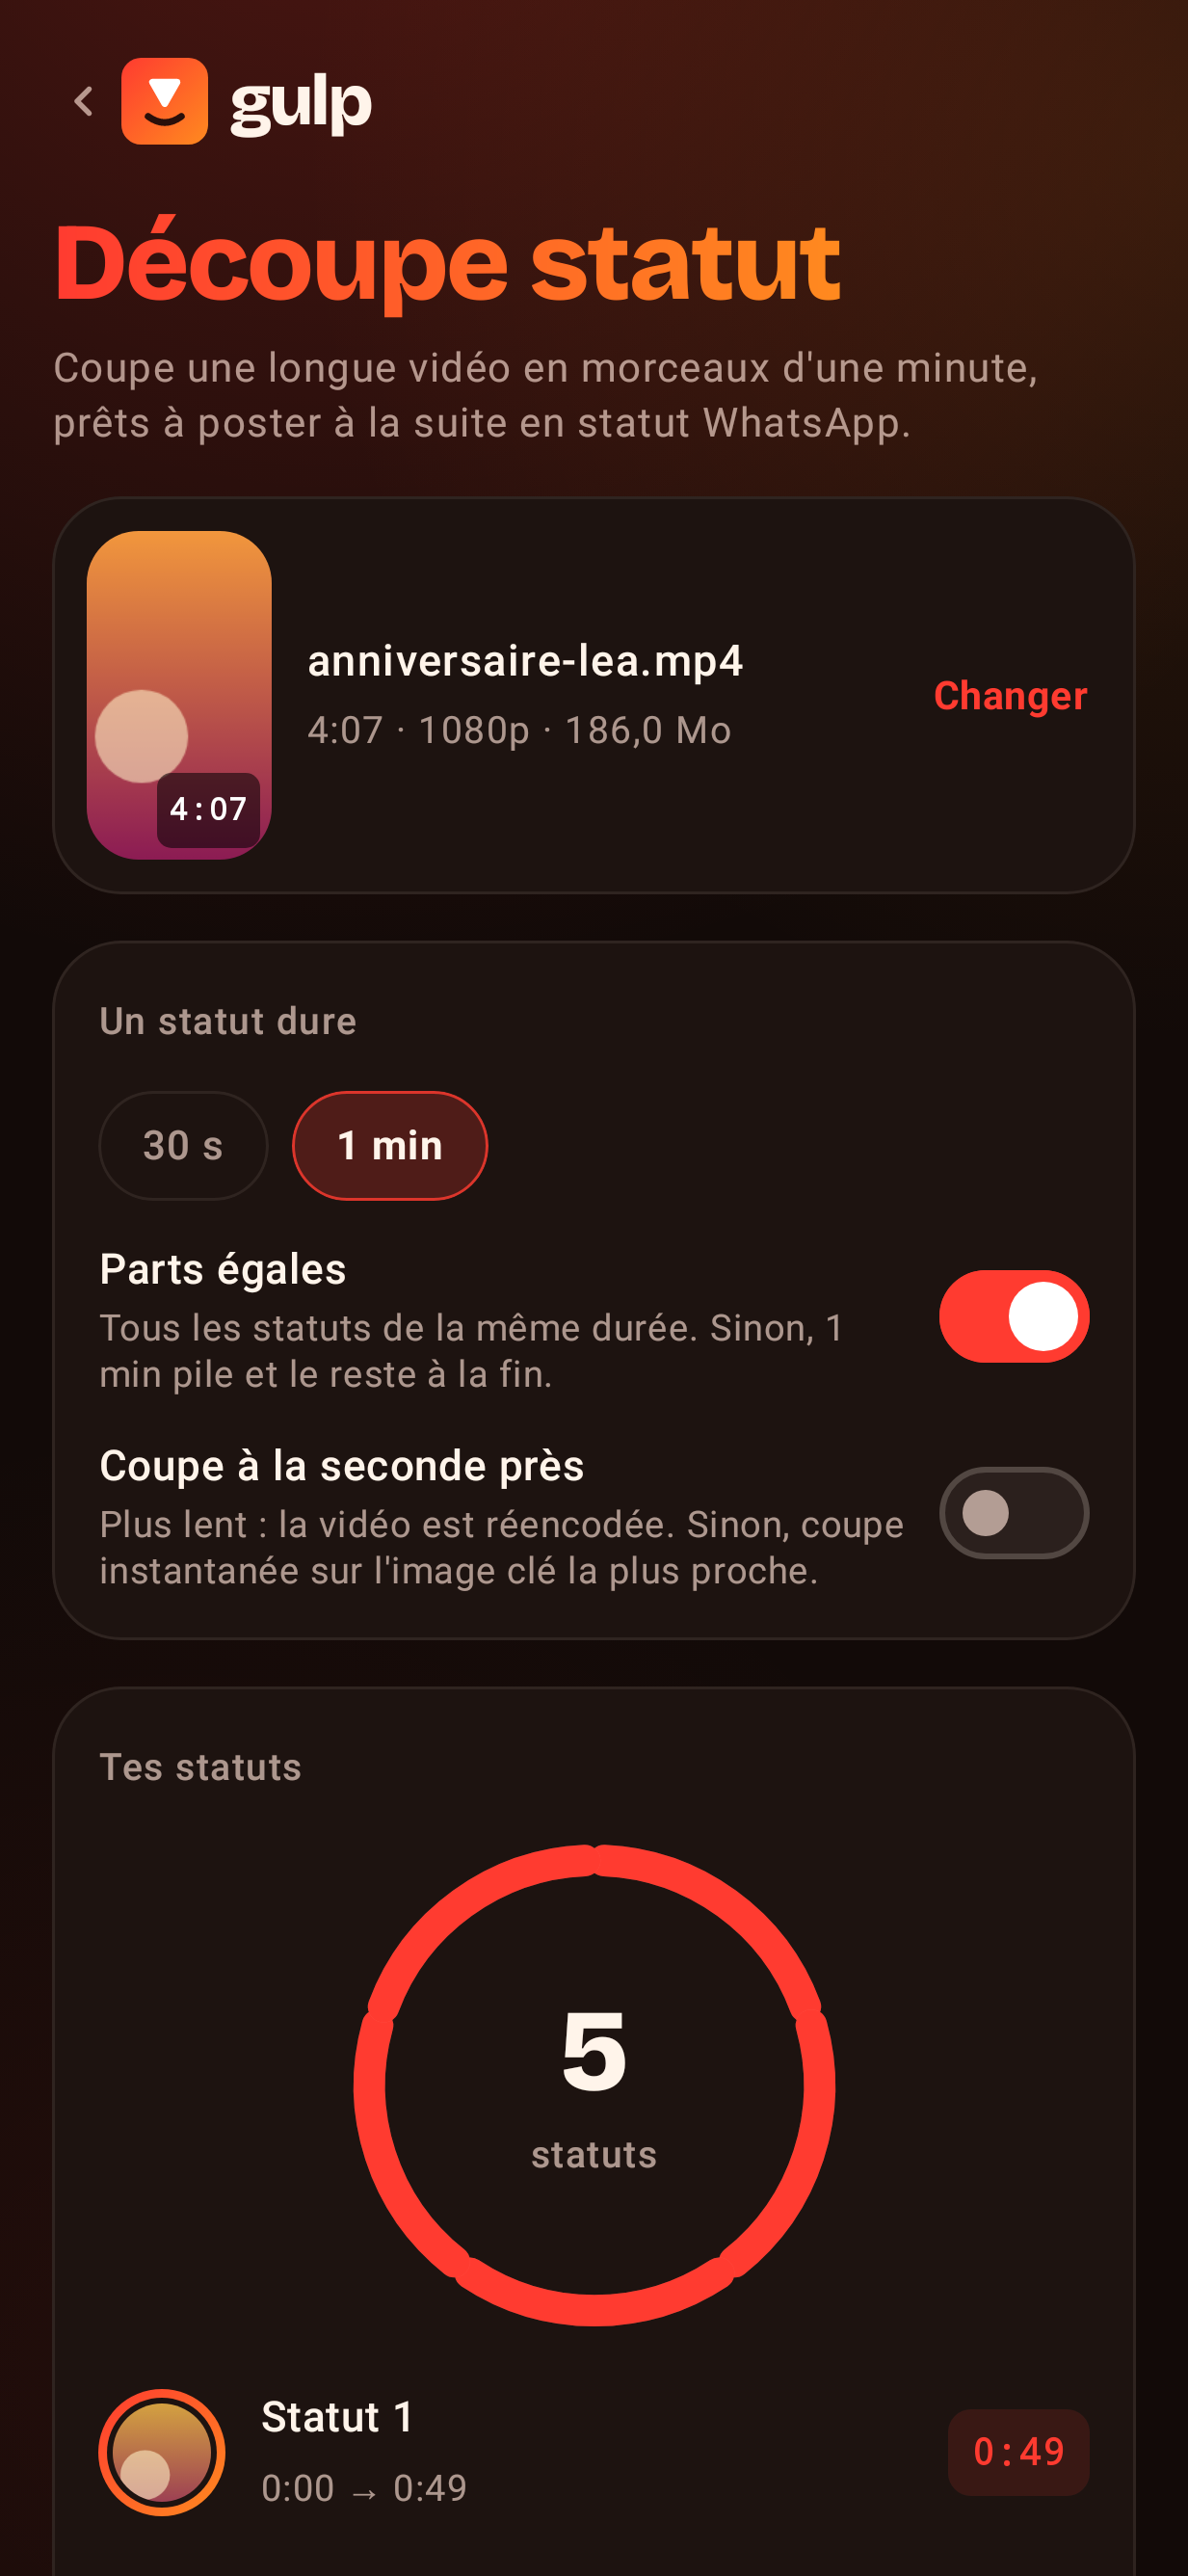 gulp
Découpe statut
Coupe une longue vidéo en morceaux d'une minute,
prêts à poster à la suite en statut WhatsApp.
4:07
anniversaire-lea.mp4
4:07 · 1080p · 186,0 Mo
Changer
Un statut dure
30 s
1 min
Parts égales
Tous les statuts de la même durée. Sinon, 1
min pile et le reste à la fin.
Coupe à la seconde près
Plus lent : la vidéo est réencodée. Sinon, coupe
instantanée sur l'image clé la plus proche.
Tes statuts
5
statuts
Statut 1
0:00 → 0:49
0:49